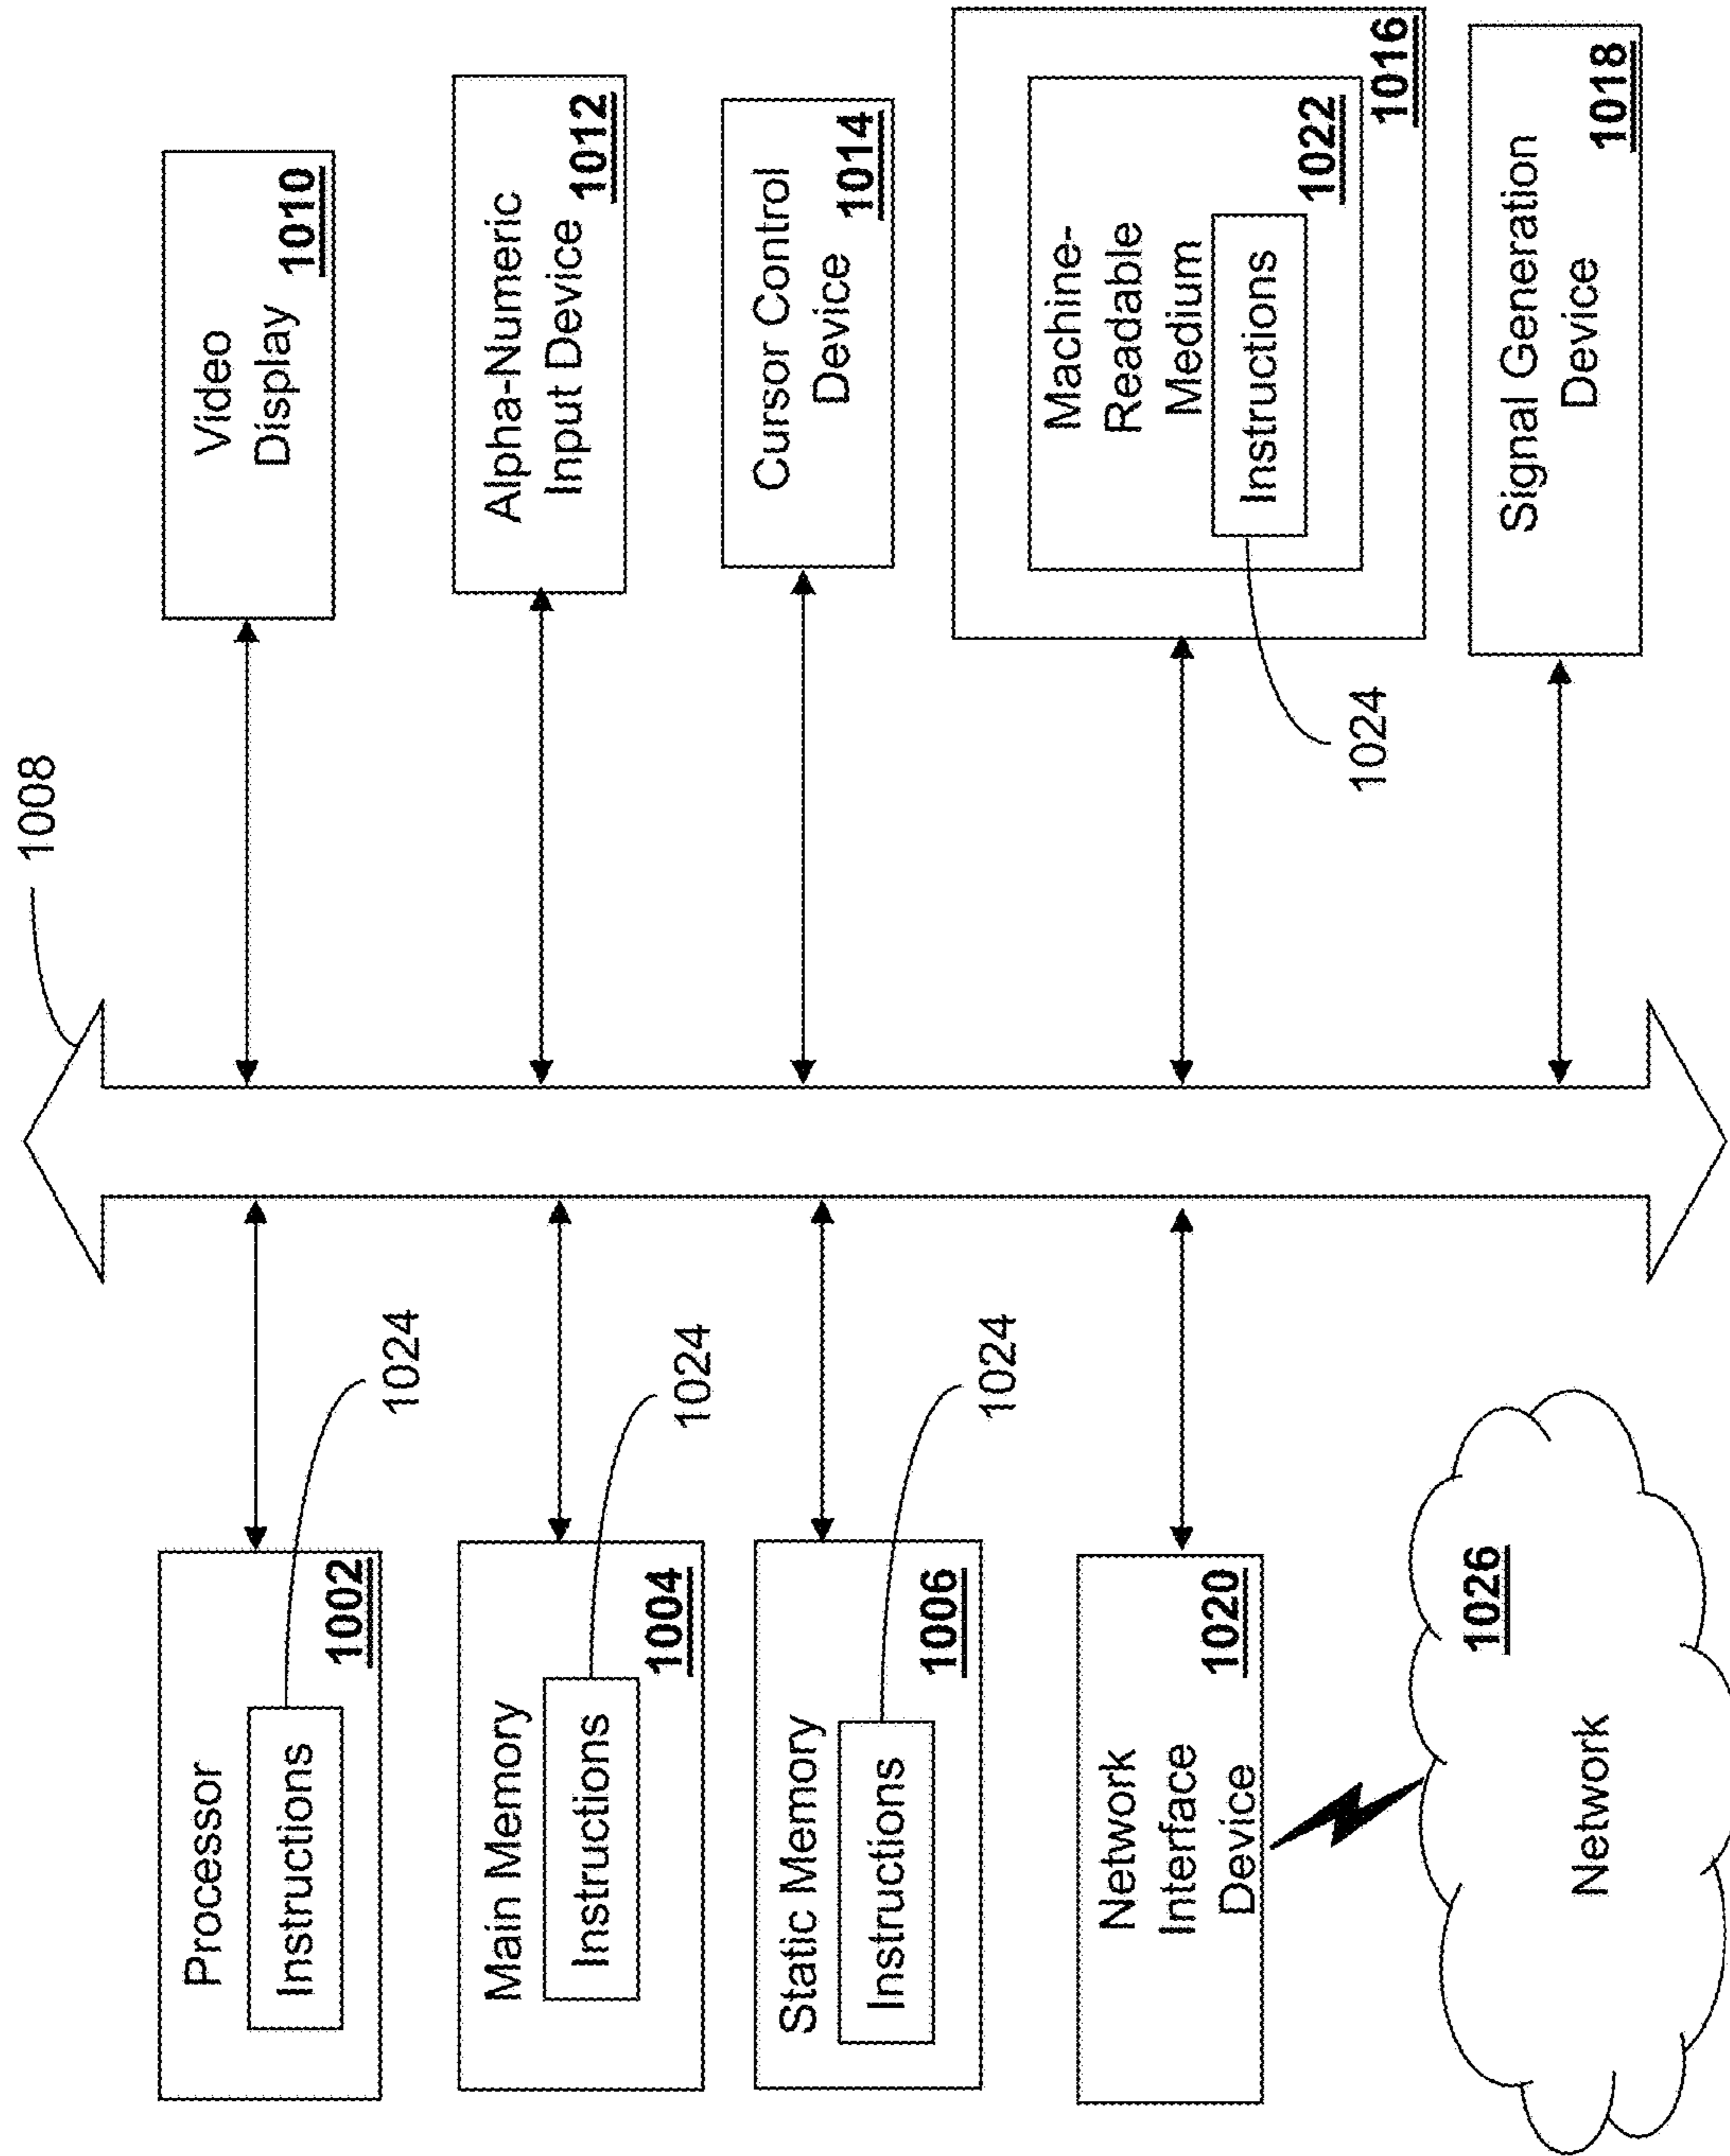 1008
Processor
Instructions
1002
1024
Main Memory
Instructions
1004
1024
Static Memory
Instructions
1006
1024
Network
Interface
Device
1020
1026
Network
Video
Display
1010
Alpha-Numeric
Input Device
1012
Cursor Control
Device
1014
Machine-
Readable
Medium
1022
Instructions
1016
1024
Signal Generation
Device
1018